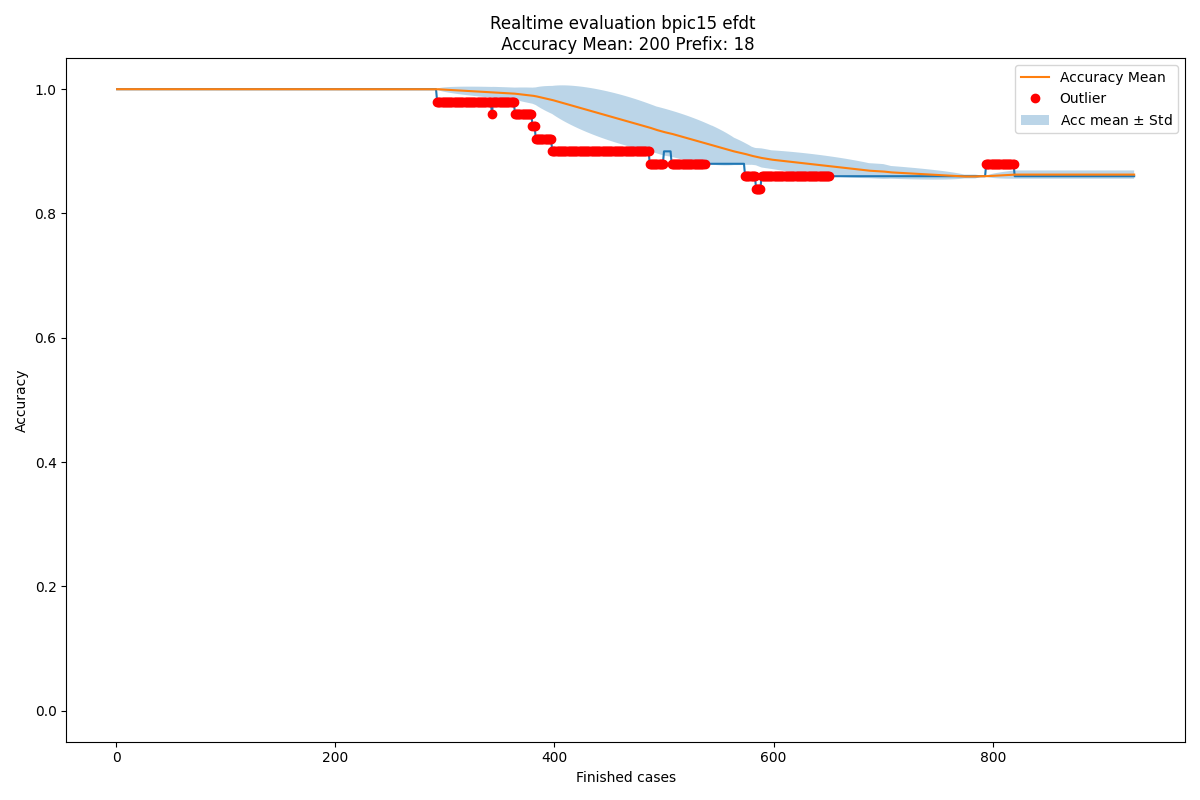 Realtime evaluation bpic15 efdt
Accuracy Mean: 200 Prefix: 18
Accuracy Mean
Outlier
Acc mean ± Std
1.0
0.8
0.6
0.4
0.2
0.0
Accuracy
0
200
400
600
800
Finished cases